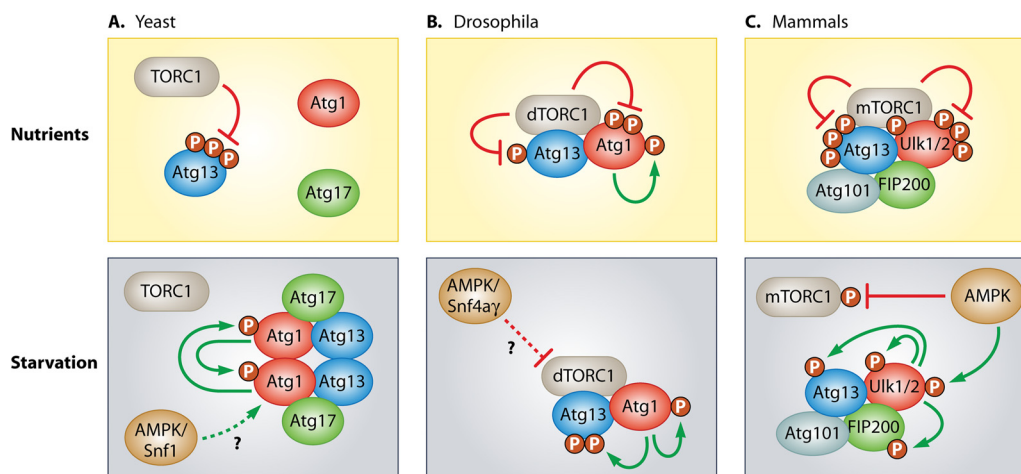 A. Yeast
B. Drosophila
C. Mammals
Nutrients
TORC1
Atg1
P
P
P
Atg13
Atg17
dTORC1
P
P
P
P
Atg13
Atg1
mTORC1
P
P
P
P
P
P
P
Atg13
Ulk1/2
Atg101
FIP200
Starvation
TORC1
Atg17
P
Atg1
Atg13
P
Atg1
Atg13
Atg17
AMPK/
Snf1
?
AMPK/
Snf4aγ
?
dTORC1
Atg13
Atg1
P
P
P
mTORC1
P
AMPK
P
P
Atg13
Ulk1/2
P
Atg101
FIP200
P